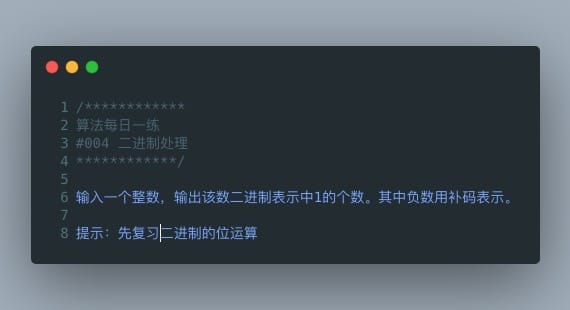 1 /************
2 算法每日一练
3 #004 二进制处理
4 ************/
5
6 输入一个整数，输出该数二进制表示中1的个数。其中负数用补码表示。
7
8 提示：先复习二进制的位运算